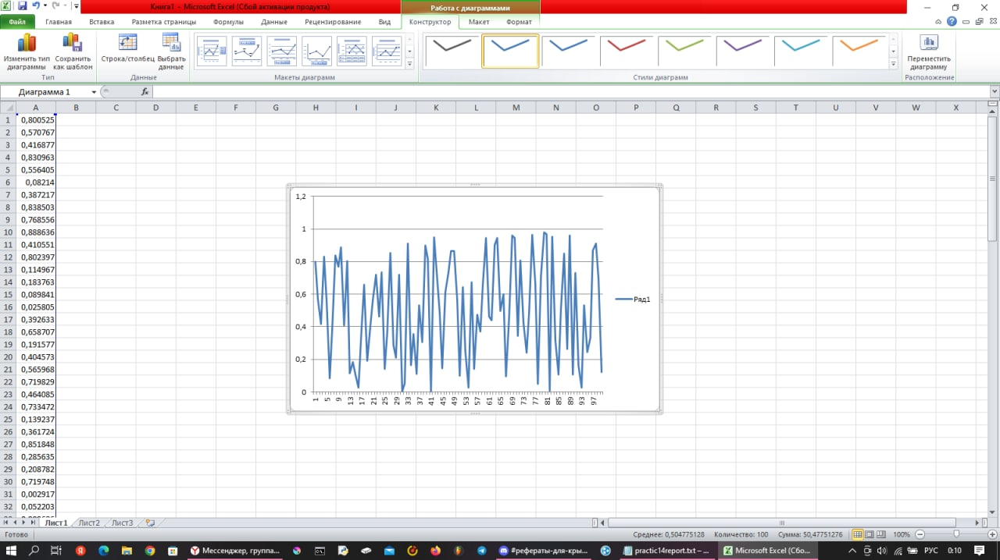 Книга1 - Microsoft Excel (Сбой активации продукта)
Работа с диаграммами
Файл Главная Вставка Разметка страницы Формулы Данные Рецензирование Вид Конструктор Макет Формат
Изменить тип диаграммы
Сохранить как шаблон
Строка/столбец
Выбрать данные
Переместить диаграмму
Тип Данные Макеты диаграмм Стили диаграмм Расположение
Диаграмма 1 fx
A B C D E F G H I J K L M N O P Q R S T U V W X
1 0,800525
2 0,570767
3 0,416877
4 0,830963
5 0,556405
6 0,08214
7 0,387217
8 0,838503
9 0,768556
10 0,888636
11 0,410551
12 0,802397
13 0,114967
14 0,183763
15 0,089841
16 0,025805
17 0,392633
18 0,658707
19 0,191577
20 0,404573
21 0,565968
22 0,719829
23 0,464085
24 0,733472
25 0,139237
26 0,361724
27 0,851848
28 0,285635
29 0,208782
30 0,719748
31 0,002917
32 0,052203
1,2
1
0,8
0,6
0,4
0,2
0
1 5 9 13 17 21 25 29 33 37 41 45 49 53 57 61 65 69 73 77 81 85 89 93 97
Ряд1
Лист1 Лист2 Лист3
Готово Среднее: 0,504775128 Количество: 100 Сумма: 50,47751276 100%
Мессенджер, группа... #рефераты-для-кры... practic14report.txt – ... Microsoft Excel (Сбо... РУС 0:10